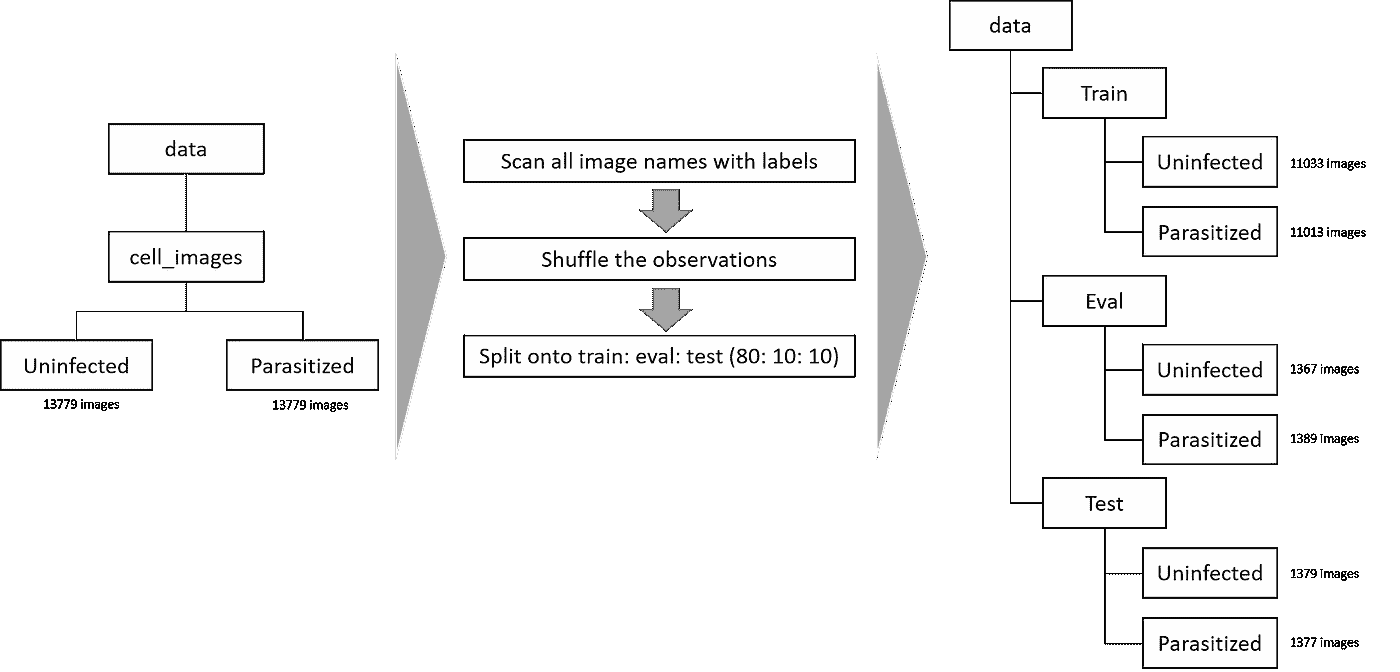 data
cell_images
Uninfected
13779 images
Parasitized
13779 images
Scan all image names with labels
Shuffle the observations
Split onto train: eval: test (80: 10: 10)
data
Train
Uninfected
11033 images
Parasitized
11013 images
Eval
Uninfected
1367 images
Parasitized
1389 images
Test
Uninfected
1379 images
Parasitized
1377 images